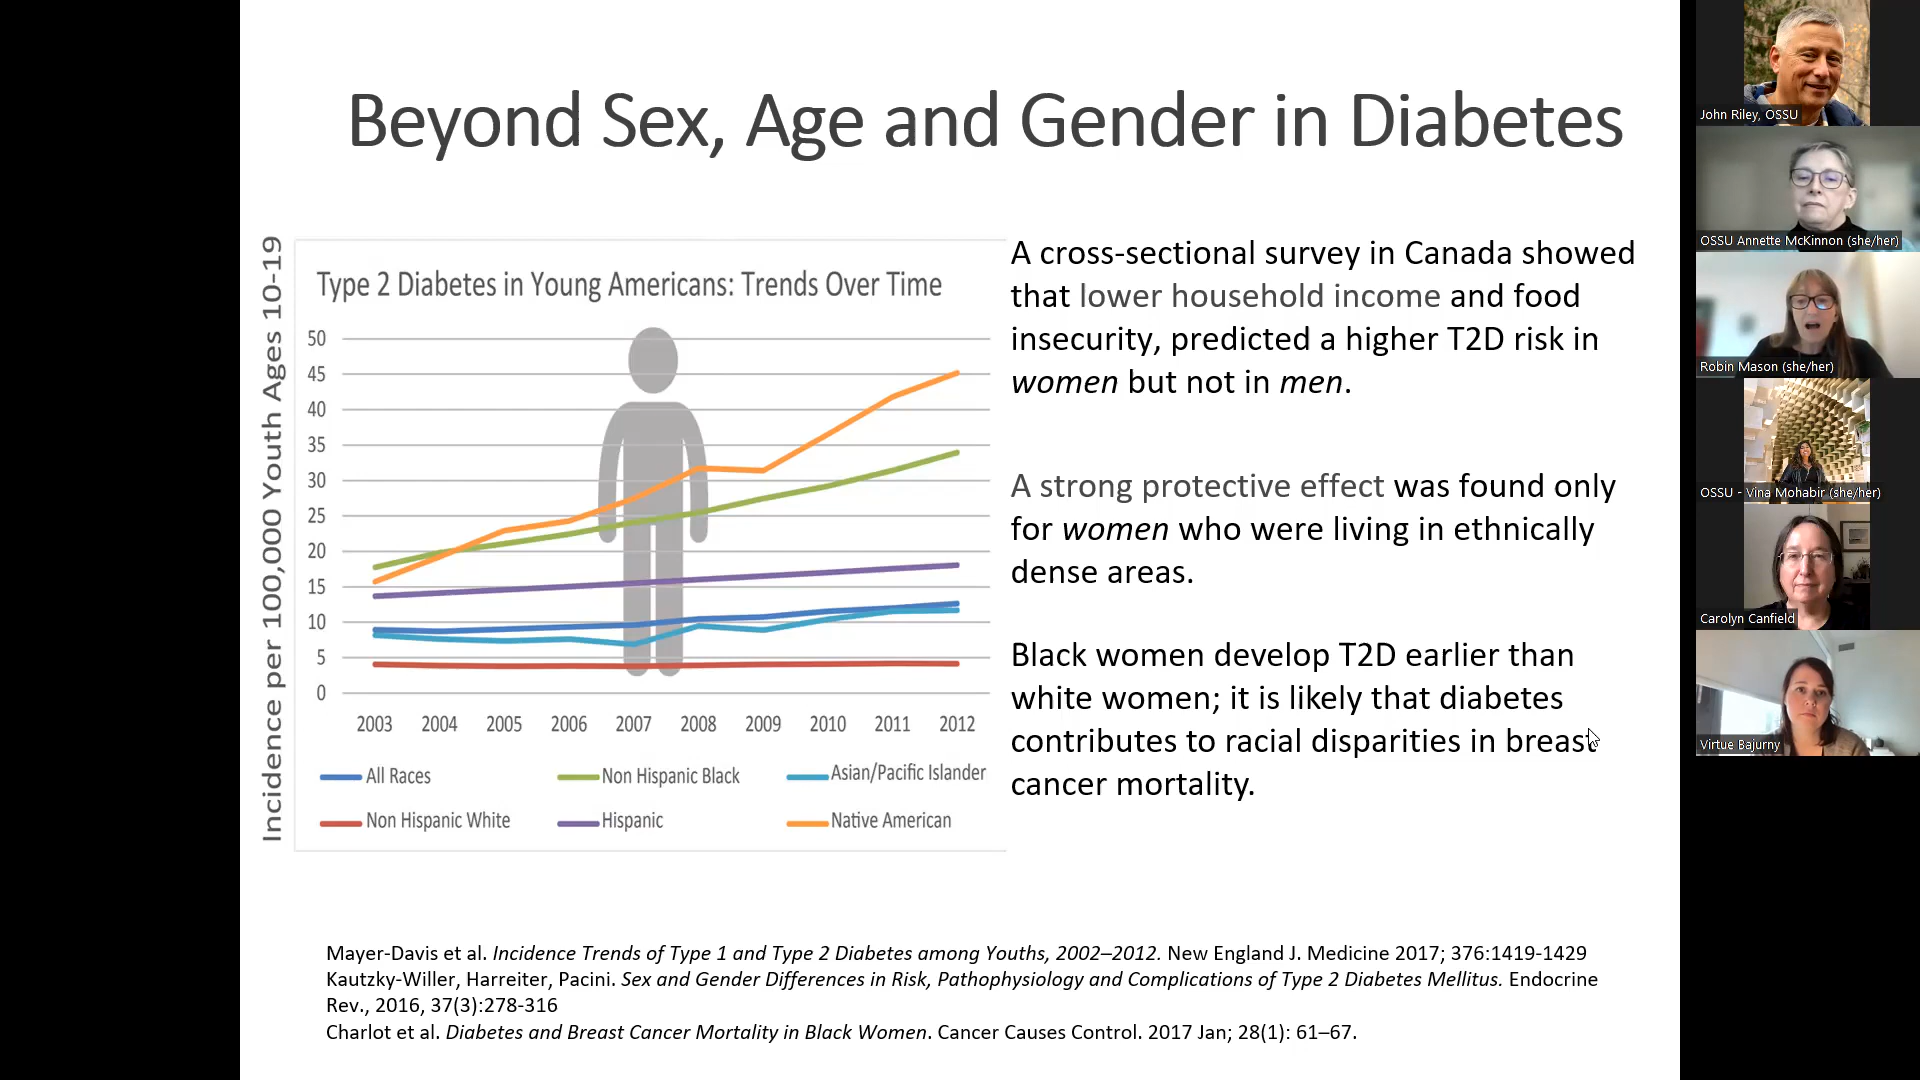 Beyond Sex, Age and Gender in Diabetes
Incidence per 100,000 Youth Ages 10-19
Type 2 Diabetes in Young Americans: Trends Over Time
50
45
40
35
30
25
20
15
10
5
0
2003 2004 2005 2006 2007 2008 2009 2010 2011 2012
All Races Non Hispanic Black Asian/Pacific Islander
Non Hispanic White Hispanic Native American
A cross-sectional survey in Canada showed
that lower household income and food
insecurity, predicted a higher T2D risk in
women but not in men.
A strong protective effect was found only
for women who were living in ethnically
dense areas.
Black women develop T2D earlier than
white women; it is likely that diabetes
contributes to racial disparities in breast
cancer mortality.
Mayer-Davis et al. Incidence Trends of Type 1 and Type 2 Diabetes among Youths, 2002–2012. New England J. Medicine 2017; 376:1419-1429
Kautzky-Willer, Harreiter, Pacini. Sex and Gender Differences in Risk, Pathophysiology and Complications of Type 2 Diabetes Mellitus. Endocrine
Rev., 2016, 37(3):278-316
Charlot et al. Diabetes and Breast Cancer Mortality in Black Women. Cancer Causes Control. 2017 Jan; 28(1): 61–67.
John Riley, OSSU
OSSU Annette McKinnon (she/her)
Robin Mason (she/her)
OSSU - Vina Mohabir (she/her)
Carolyn Canfield
Virtue Bajurny